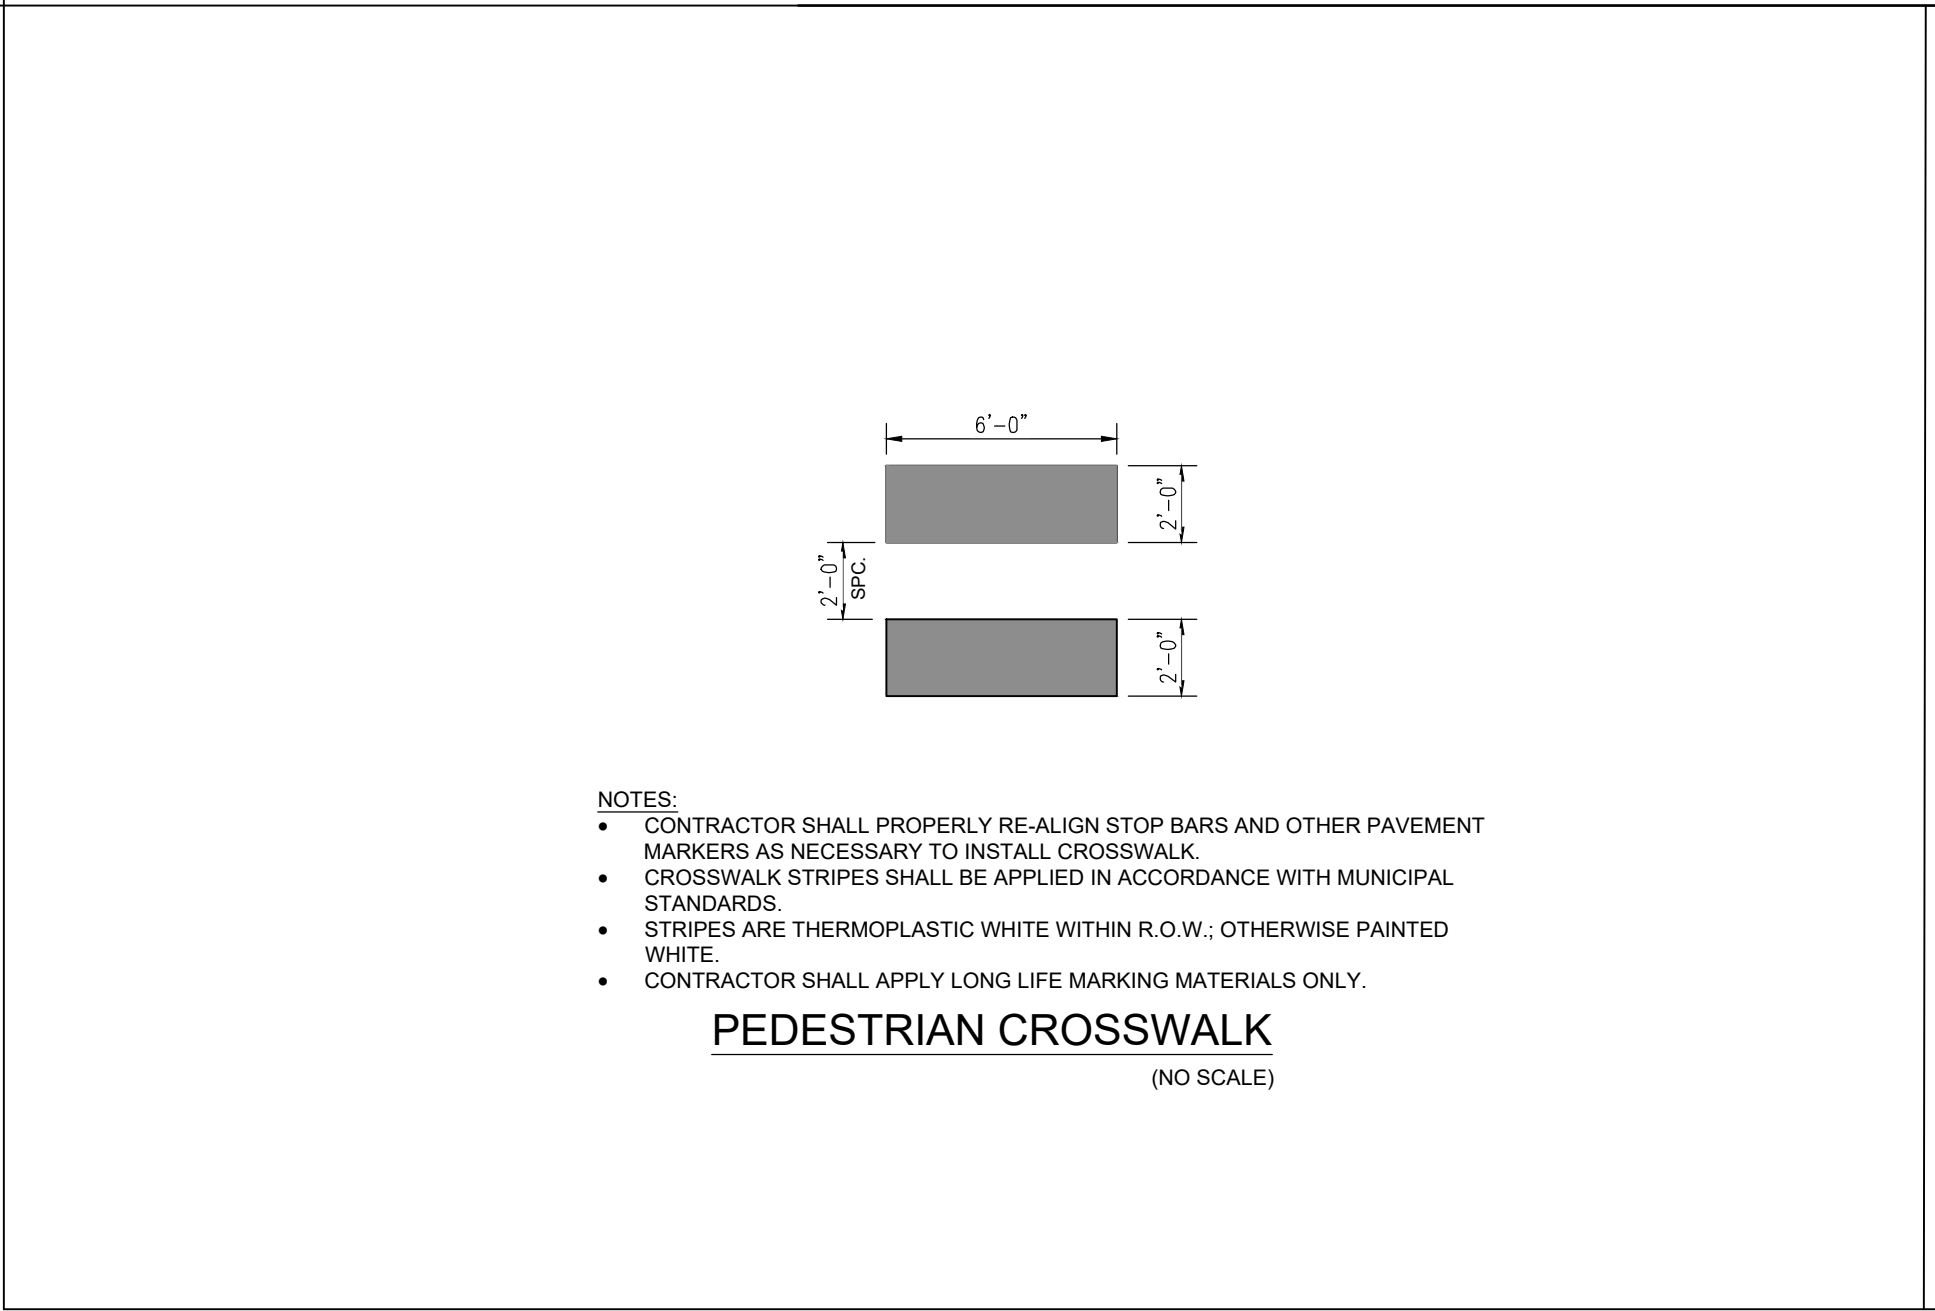 6'-0"
2'-0"
2'-0"
SPC.
2'-0"
NOTES:
• CONTRACTOR SHALL PROPERLY RE-ALIGN STOP BARS AND OTHER PAVEMENT
MARKERS AS NECESSARY TO INSTALL CROSSWALK.
• CROSSWALK STRIPES SHALL BE APPLIED IN ACCORDANCE WITH MUNICIPAL
STANDARDS.
• STRIPES ARE THERMOPLASTIC WHITE WITHIN R.O.W.; OTHERWISE PAINTED
WHITE.
• CONTRACTOR SHALL APPLY LONG LIFE MARKING MATERIALS ONLY.
PEDESTRIAN CROSSWALK
(NO SCALE)